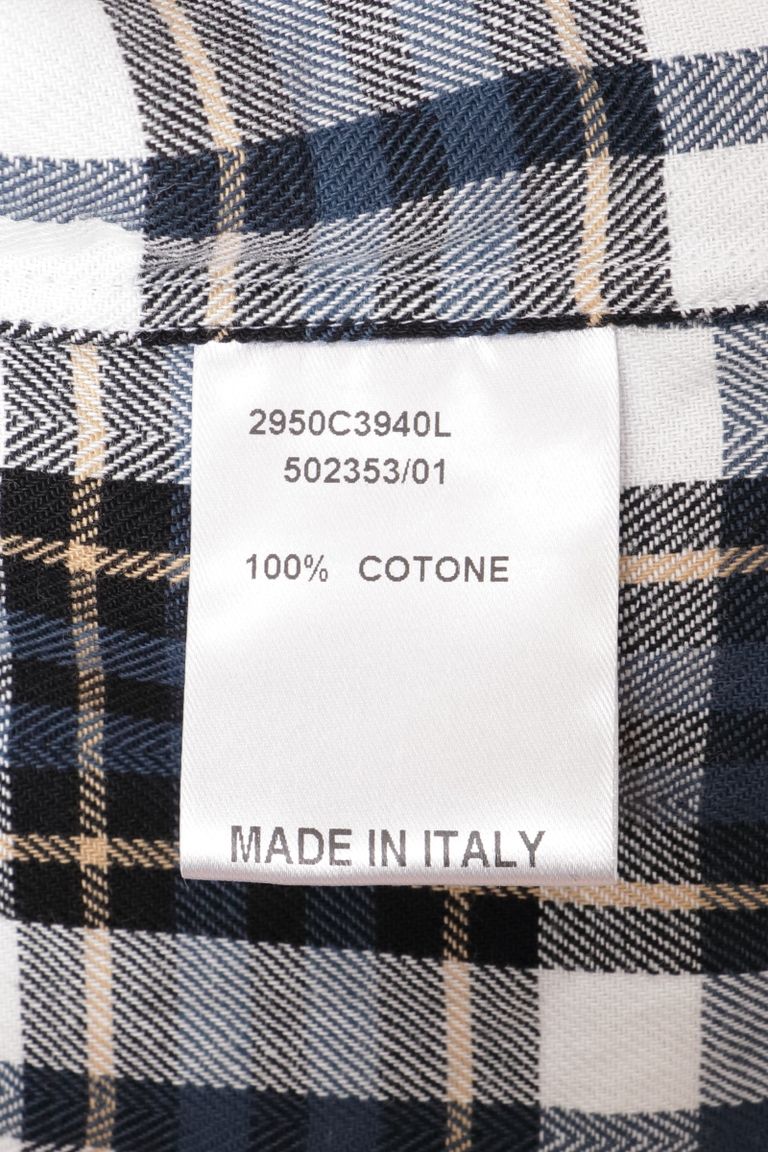 2950C3940L
502353/01
100% COTONE
MADE IN ITALY